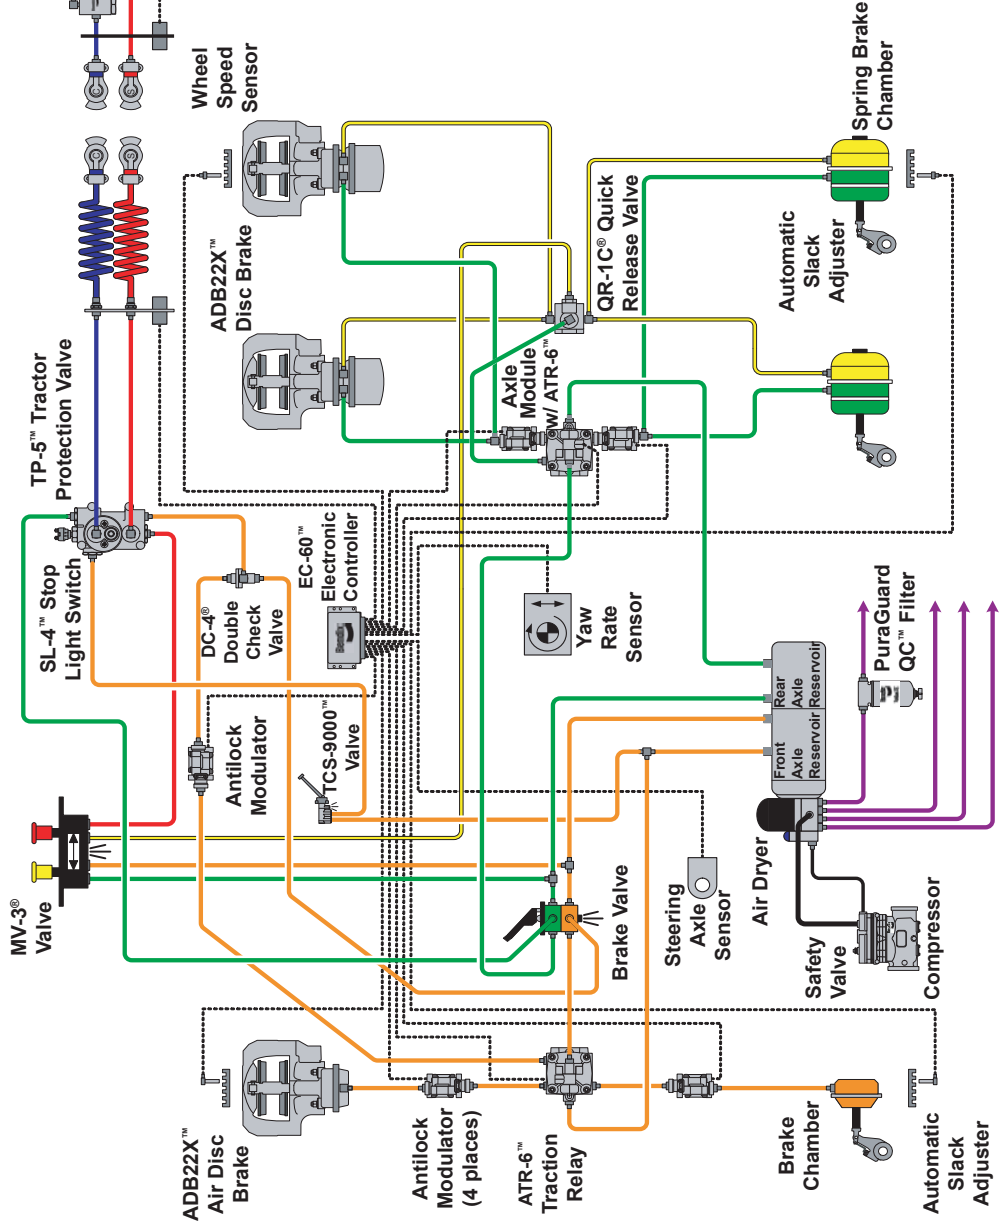 Wheel
Speed
Sensor
C
S
C
S
Spring Brake
Chamber
ADB22X™
Disc Brake
QR-1C® Quick
Release Valve
Automatic
Slack
Adjuster
TP-5™ Tractor
Protection Valve
Axle
Module
w/ ATR-6™
SL-4™ Stop
Light Switch
DC-4®
Double
Check
Valve
EC-60™
Electronic
Controller
Bendix
Yaw
Rate
Sensor
PuraGuard
QC™ Filter
Rear
Axle
Reservoir
Front
Axle
Reservoir
Antilock
Modulator
TCS-9000™
Valve
MV-3®
Valve
Brake Valve
Steering
Axle
Sensor
Air Dryer
Safety
Valve
Compressor
ADB22X™
Air Disc
Brake
Antilock
Modulator
(4 places)
ATR-6™
Traction
Relay
Brake
Chamber
Automatic
Slack
Adjuster